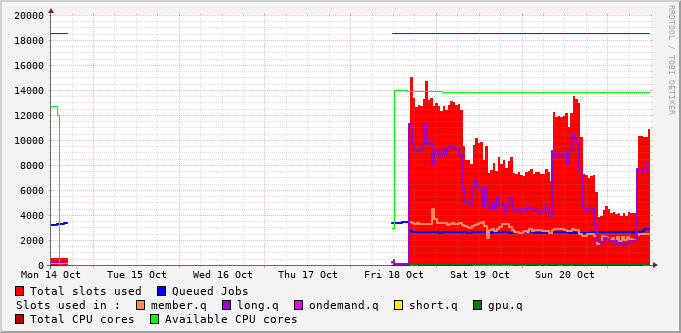 20000
18000
16000
14000
12000
10000
8000
6000
4000
2000
0
Mon 14 Oct Tue 15 Oct Wed 16 Oct Thu 17 Oct Fri 18 Oct Sat 19 Oct Sun 20 Oct
Total slots used Queued Jobs
Slots used in : member.q long.q ondemand.q short.q gpu.q
Total CPU cores Available CPU cores
RRDTOOL / TOBI OETIKER